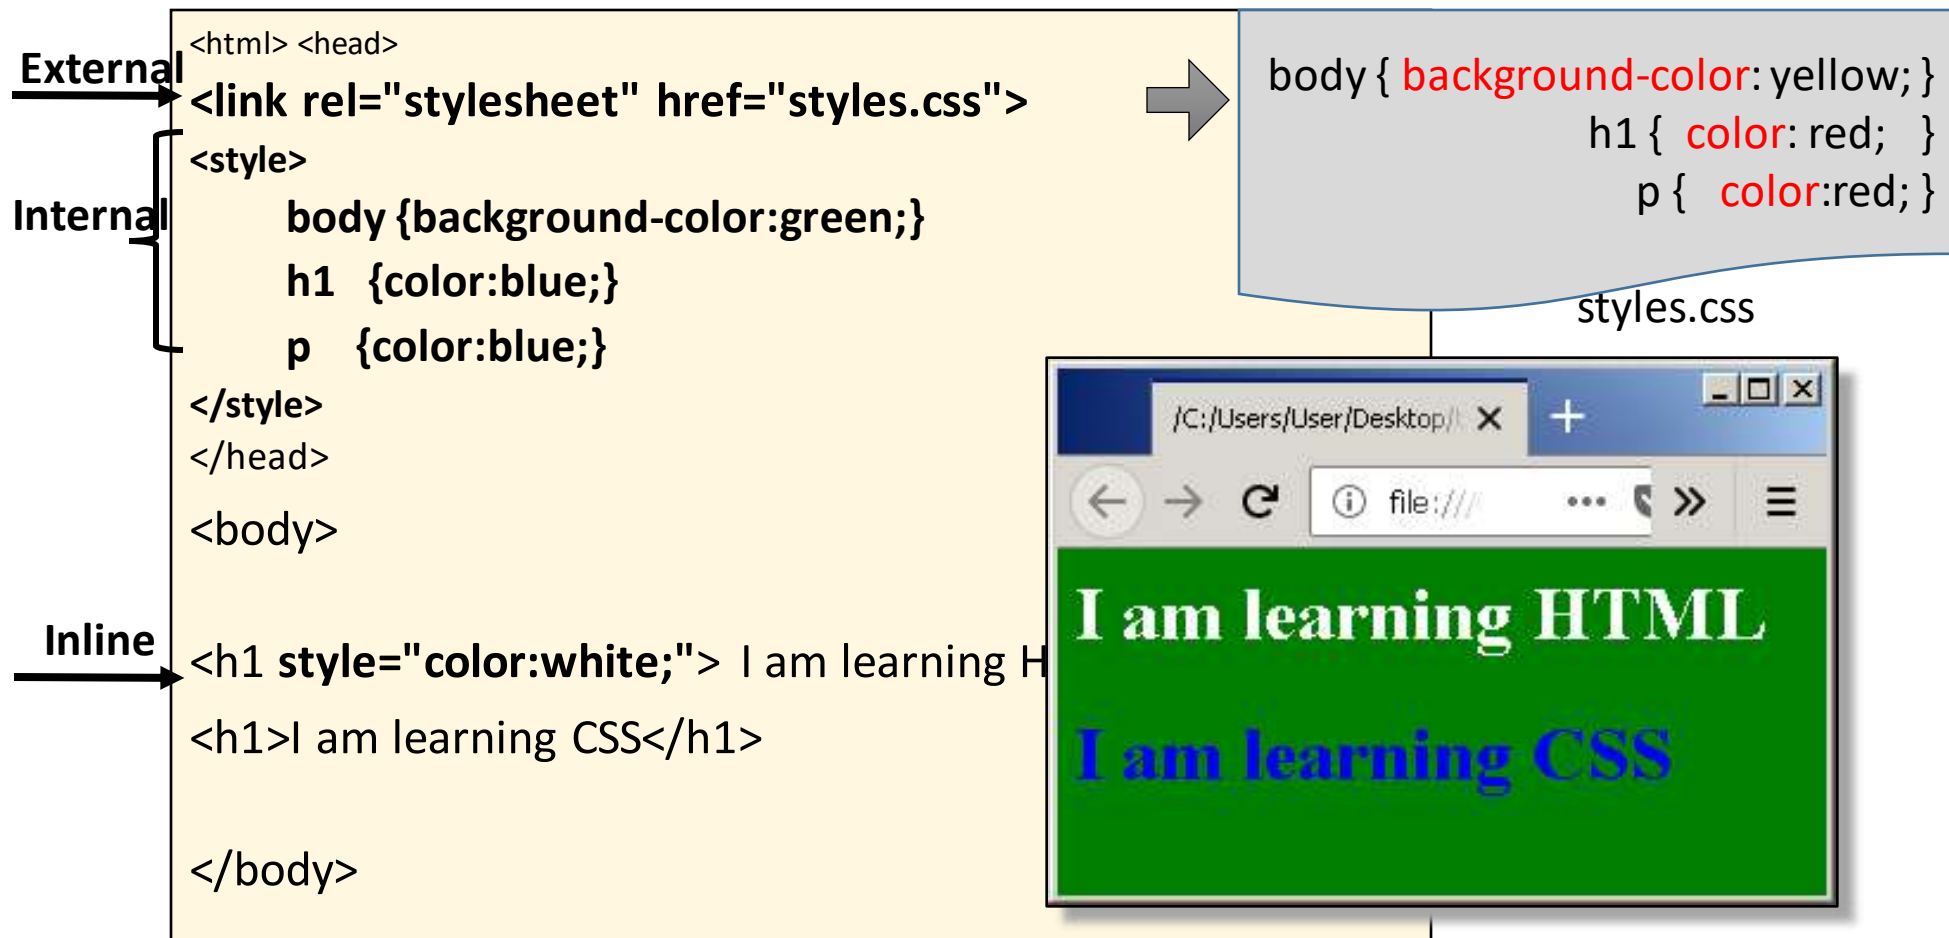 External
<html> <head>
<link rel="stylesheet" href="styles.css">
<style>
Internal
body {background-color:green;}
h1 {color:blue;}
p {color:blue;}
</style>
</head>
<body>
Inline
<h1 style="color:white;"> I am learning H
<h1>I am learning CSS</h1>
</body>
body { background-color: yellow; }
h1 { color: red; }
p { color:red; }
styles.css
/C:/Users/User/Desktop/
file:///
I am learning HTML
I am learning CSS